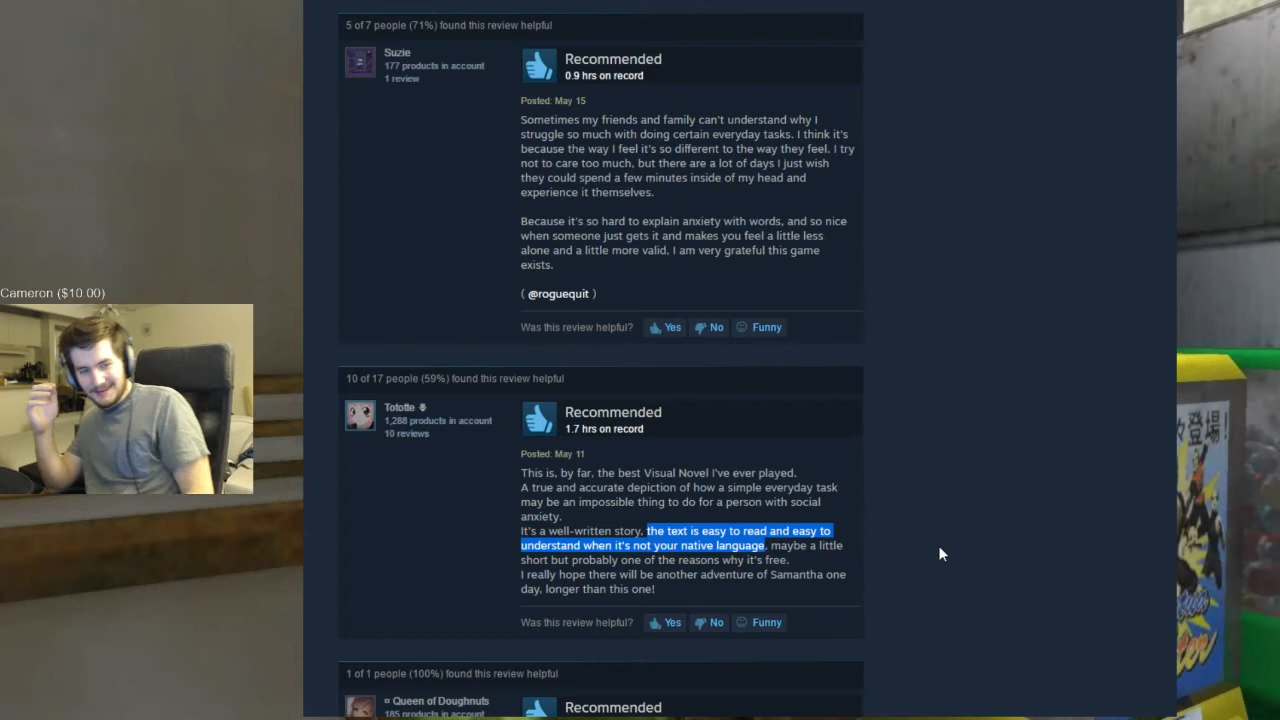 5 of 7 people (71%) found this review helpful
Suzie
177 products in account
1 review
Recommended
0.9 hrs on record
Posted: May 15
Sometimes my friends and family can't understand why I
struggle so much with doing certain everyday tasks. I think it's
because the way I feel it's so different to the way they feel. I try
not to care too much, but there are a lot of days I just wish
they could spend a few minutes inside of my head and
experience it themselves.
Because it's so hard to explain anxiety with words, and so nice
when someone just gets it and makes you feel a little less
alone and a little more valid, I am very grateful this game
exists.
( @roguequit )
Was this review helpful? Yes No Funny
Cameron ($10.00)
10 of 17 people (59%) found this review helpful
Tototte
1,288 products in account
10 reviews
Recommended
1.7 hrs on record
Posted: May 11
This is, by far, the best Visual Novel I've ever played.
A true and accurate depiction of how a simple everyday task
may be an impossible thing to do for a person with social
anxiety.
It's a well-written story, the text is easy to read and easy to
understand when it's not your native language, maybe a little
short but probably one of the reasons why it's free.
I really hope there will be another adventure of Samantha one
day, longer than this one!
Was this review helpful? Yes No Funny
1 of 1 people (100%) found this review helpful
¤ Queen of Doughnuts
185 products in account
Recommended
登場!